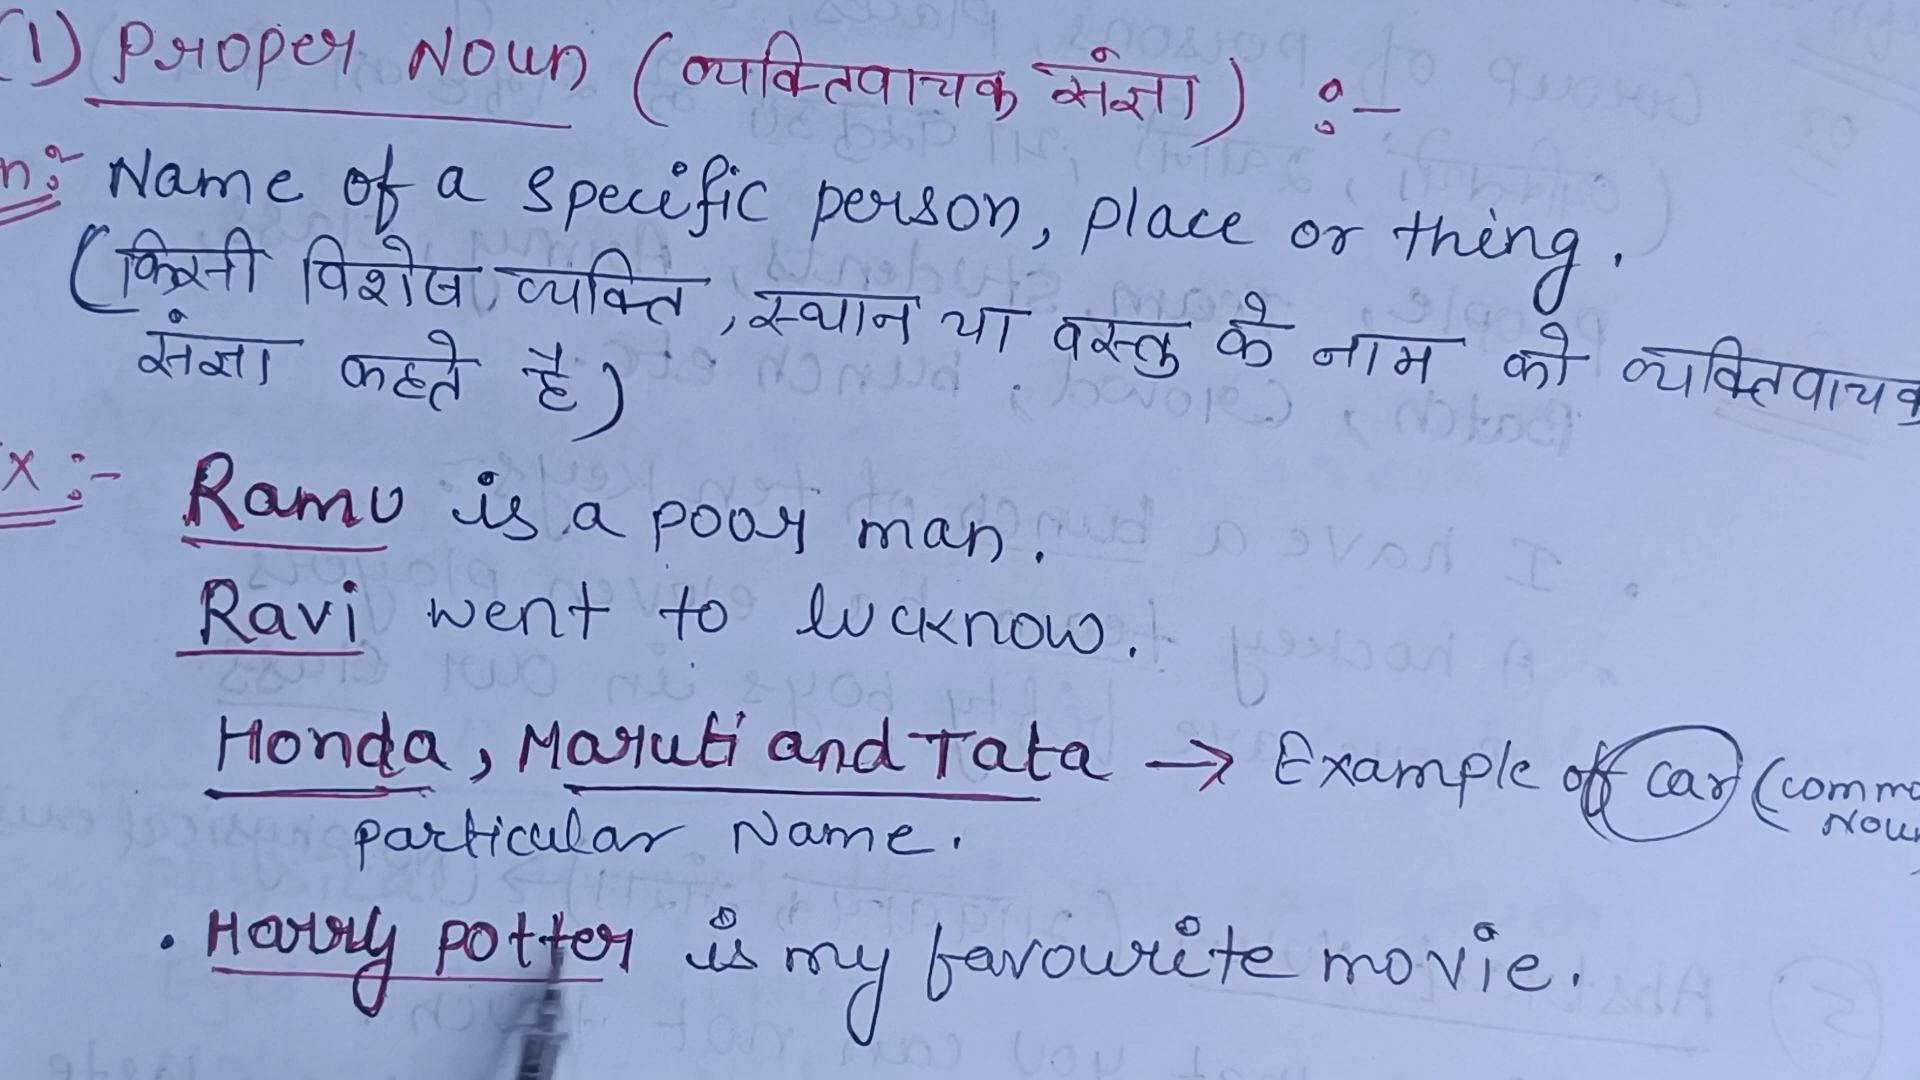 (1) Proper Noun (व्यक्तिवाचक संज्ञा) :-
n: Name of a specific person, place or thing.
(किसी विशेष व्यक्ति, स्थान या वस्तु के नाम को व्यक्तिवाचक
संज्ञा कहते है)
x :- Ramu is a poor man.
Ravi went to lucknow.
Honda, Maruti and Tata → Example of car (commo
Noun
particular Name.
. Harry potter is my favourite movie.